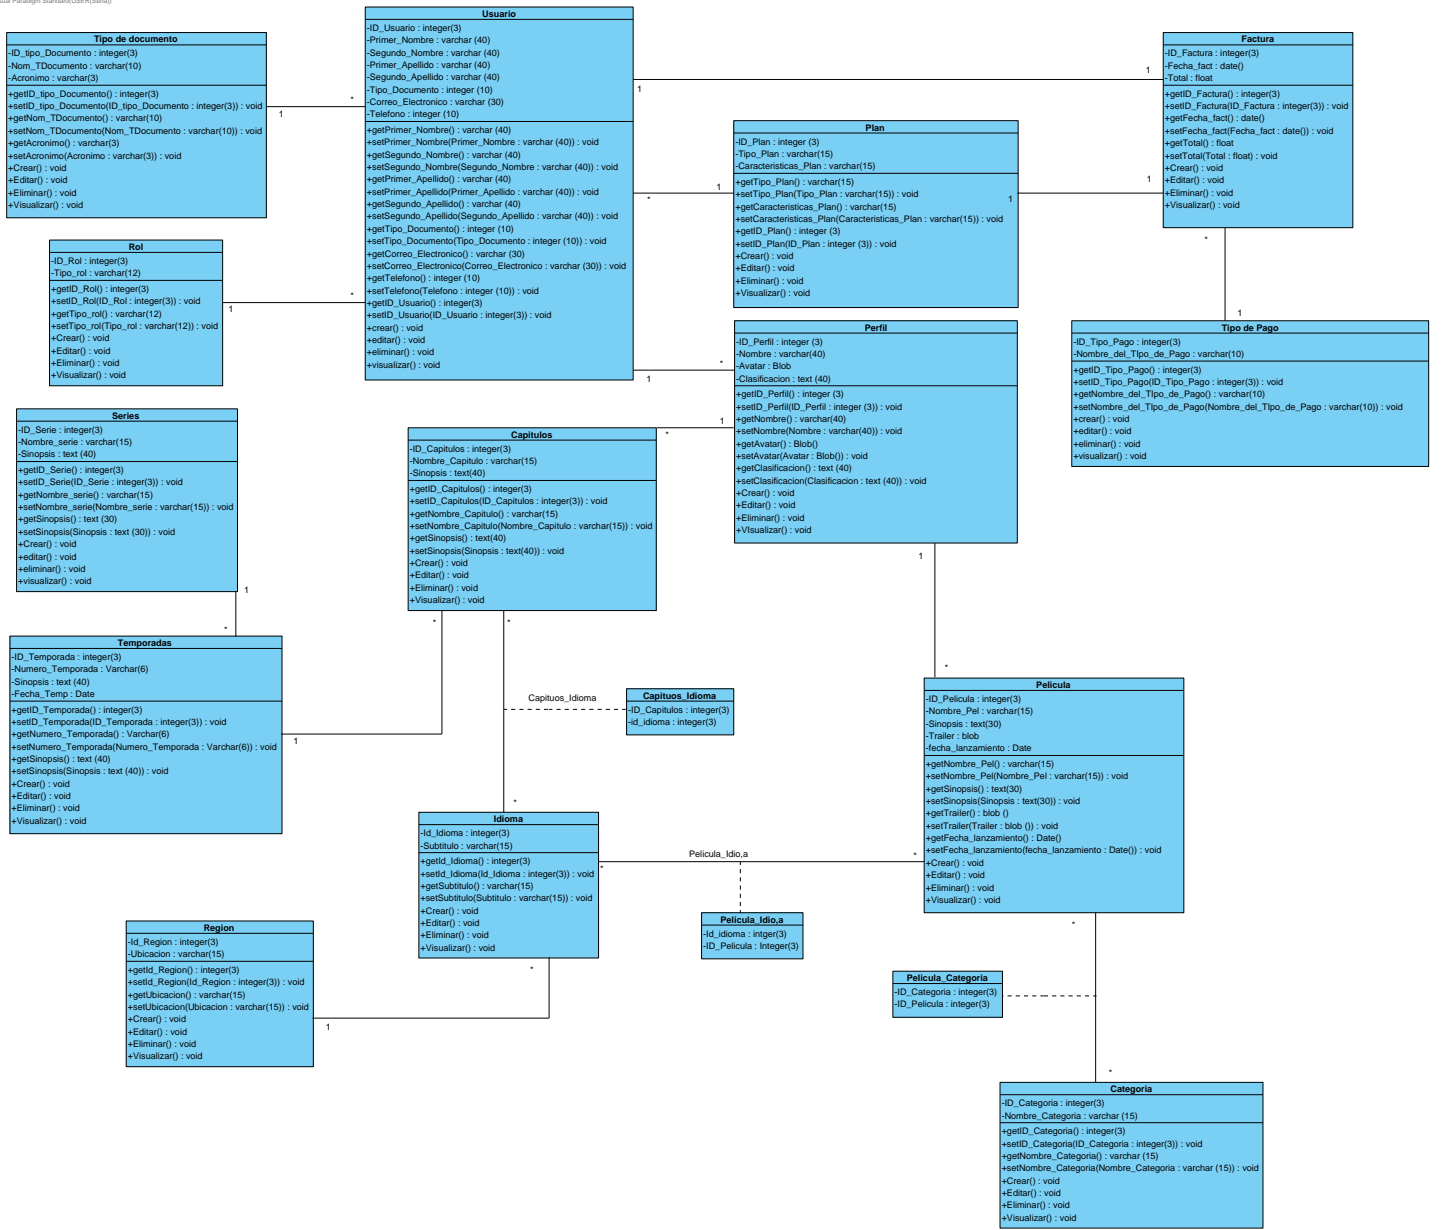 sual Paradigm Standard(USER(Sena))
Tipo de documento
-ID_tipo_Documento : integer(3)
-Nom_TDocumento : varchar(10)
-Acronimo : varchar(3)
+getID_tipo_Documento() : integer(3)
+setID_tipo_Documento(ID_tipo_Documento : integer(3)) : void
+getNom_TDocumento() : varchar(10)
+setNom_TDocumento(Nom_TDocumento : varchar(10)) : void
+getAcronimo() : varchar(3)
+setAcronimo(Acronimo : varchar(3)) : void
+Crear() : void
+Editar() : void
+Eliminar() : void
+Visualizar() : void
1
*
Usuario
-ID_Usuario : integer(3)
-Primer_Nombre : varchar (40)
-Segundo_Nombre : varchar (40)
-Primer_Apellido : varchar (40)
-Segundo_Apellido : varchar (40)
-Tipo_Documento : integer (10)
-Correo_Electronico : varchar (30)
-Telefono : integer (10)
+getPrimer_Nombre() : varchar (40)
+setPrimer_Nombre(Primer_Nombre : varchar (40)) : void
+getSegundo_Nombre() : varchar (40)
+setSegundo_Nombre(Segundo_Nombre : varchar (40)) : void
+getPrimer_Apellido() : varchar (40)
+setPrimer_Apellido(Primer_Apellido : varchar (40)) : void
+getSegundo_Apellido() : varchar (40)
+setSegundo_Apellido(Segundo_Apellido : varchar (40)) : void
+getTipo_Documento() : integer (10)
+setTipo_Documento(Tipo_Documento : integer (10)) : void
+getCorreo_Electronico() : varchar (30)
+setCorreo_Electronico(Correo_Electronico : varchar (30)) : void
+getTelefono() : integer (10)
+setTelefono(Telefono : integer (10)) : void
+getID_Usuario() : integer(3)
+setID_Usuario(ID_Usuario : integer(3)) : void
+crear() : void
+editar() : void
+eliminar() : void
+visualizar() : void
1
1
*
1
1
*
Factura
-ID_Factura : integer(3)
-Fecha_fact : date()
-Total : float
+getID_Factura() : integer(3)
+setID_Factura(ID_Factura : integer(3)) : void
+getFecha_fact() : date()
+setFecha_fact(Fecha_fact : date()) : void
+getTotal() : float
+setTotal(Total : float) : void
+Crear() : void
+Editar() : void
+Eliminar() : void
+Visualizar() : void
Plan
-ID_Plan : integer (3)
-Tipo_Plan : varchar(15)
-Caracteristicas_Plan : varchar(15)
+getTipo_Plan() : varchar(15)
+setTipo_Plan(Tipo_Plan : varchar(15)) : void
+getCaracteristicas_Plan() : varchar(15)
+setCaracteristicas_Plan(Caracteristicas_Plan : varchar(15)) : void
+getID_Plan() : integer (3)
+setID_Plan(ID_Plan : integer (3)) : void
+Crear() : void
+Editar() : void
+Eliminar() : void
+Visualizar() : void
1
1
*
1
Rol
-ID_Rol : integer(3)
-Tipo_rol : varchar(12)
+getID_Rol() : integer(3)
+setID_Rol(ID_Rol : integer(3)) : void
+getTipo_rol() : varchar(12)
+setTipo_rol(Tipo_rol : varchar(12)) : void
+Crear() : void
+Editar() : void
+Eliminar() : void
+Visualizar() : void
1
*
Perfil
-ID_Perfil : integer (3)
-Nombre : varchar(40)
-Avatar : Blob
-Clasificacion : text (40)
+getID_Perfil() : integer (3)
+setID_Perfil(ID_Perfil : integer (3)) : void
+getNombre() : varchar(40)
+setNombre(Nombre : varchar(40)) : void
+getAvatar() : Blob()
+setAvatar(Avatar : Blob()) : void
+getClasificacion() : text (40)
+setClasificacion(Clasificacion : text (40)) : void
+Crear() : void
+Editar() : void
+Eliminar() : void
+VIsualizar() : void
1
*
1
*
Tipo de Pago
-ID_Tipo_Pago : integer(3)
-Nombre_del_TIpo_de_Pago : varchar(10)
+getID_Tipo_Pago() : integer(3)
+setID_Tipo_Pago(ID_Tipo_Pago : integer(3)) : void
+getNombre_del_TIpo_de_Pago() : varchar(10)
+setNombre_del_TIpo_de_Pago(Nombre_del_TIpo_de_Pago : varchar(10)) : void
+crear() : void
+editar() : void
+eliminar() : void
+visualizar() : void
Series
-ID_Serie : integer(3)
-Nombre_serie : varchar(15)
-Sinopsis : text (40)
+getID_Serie() : integer(3)
+setID_Serie(ID_Serie : integer(3)) : void
+getNombre_serie() : varchar(15)
+setNombre_serie(Nombre_serie : varchar(15)) : void
+getSinopsis() : text (30)
+setSinopsis(Sinopsis : text (30)) : void
+Crear() : void
+editar() : void
+eliminar() : void
+visualizar() : void
1
*
Capitulos
-ID_Capitulos : integer(3)
-Nombre_Capitulo : varchar(15)
-Sinopsis : text(40)
+getID_Capitulos() : integer(3)
+setID_Capitulos(ID_Capitulos : integer(3)) : void
+getNombre_Capitulo() : varchar(15)
+setNombre_Capitulo(Nombre_Capitulo : varchar(15)) : void
+getSinopsis() : text(40)
+setSinopsis(Sinopsis : text(40)) : void
+Crear() : void
+Editar() : void
+Eliminar() : void
+Visualizar() : void
*
*
Temporadas
-ID_Temporada : integer(3)
-Numero_Temporada : Varchar(6)
-Sinopsis : text (40)
-Fecha_Temp : Date
+getID_Temporada() : integer(3)
+setID_Temporada(ID_Temporada : integer(3)) : void
+getNumero_Temporada() : Varchar(6)
+setNumero_Temporada(Numero_Temporada : Varchar(6)) : void
+getSinopsis() : text (40)
+setSinopsis(Sinopsis : text (40)) : void
+Crear() : void
+Editar() : void
+Eliminar() : void
+Visualizar() : void
1
Capituos_Idioma
Capituos_Idioma
-ID_Capitulos : integer(3)
-id_idioma : integer(3)
*
Pelicula
-ID_Pelicula : integer(3)
-Nombre_Pel : varchar(15)
-Sinopsis : text(30)
-Trailer : blob
-fecha_lanzamiento : Date
+getNombre_Pel() : varchar(15)
+setNombre_Pel(Nombre_Pel : varchar(15)) : void
+getSinopsis() : text(30)
+setSinopsis(Sinopsis : text(30)) : void
+getTrailer() : blob ()
+setTrailer(Trailer : blob ()) : void
+getFecha_lanzamiento() : Date()
+setFecha_lanzamiento(fecha_lanzamiento : Date()) : void
+Crear() : void
+Editar() : void
+Eliminar() : void
+Visualizar() : void
*
Idioma
-Id_Idioma : integer(3)
-Subtitulo : varchar(15)
+getId_Idioma() : integer(3)
+setId_Idioma(Id_Idioma : integer(3)) : void
+getSubtitulo() : varchar(15)
+setSubtitulo(Subtitulo : varchar(15)) : void
+Crear() : void
+Editar() : void
+Eliminar() : void
+Visualizar() : void
*
Pelicula_Idio,a
*
*
Pelicula_Idio,a
-Id_idioma : intger(3)
-ID_Pelicula : Integer(3)
Region
-Id_Region : integer(3)
-Ubicacion : varchar(15)
+getId_Region() : integer(3)
+setId_Region(Id_Region : integer(3)) : void
+getUbicacion() : varchar(15)
+setUbicacion(Ubicacion : varchar(15)) : void
+Crear() : void
+Editar() : void
+Eliminar() : void
+Visualizar() : void
1
Pelicula_Categoria
-ID_Categoria : integer(3)
-ID_Pelicula : integer(3)
*
Categoria
-ID_Categoria : integer(3)
-Nombre_Categoria : varchar (15)
+getID_Categoria() : integer(3)
+setID_Categoria(ID_Categoria : integer(3)) : void
+getNombre_Categoria() : varchar (15)
+setNombre_Categoria(Nombre_Categoria : varchar (15)) : void
+Crear() : void
+Editar() : void
+Eliminar() : void
+Visualizar() : void